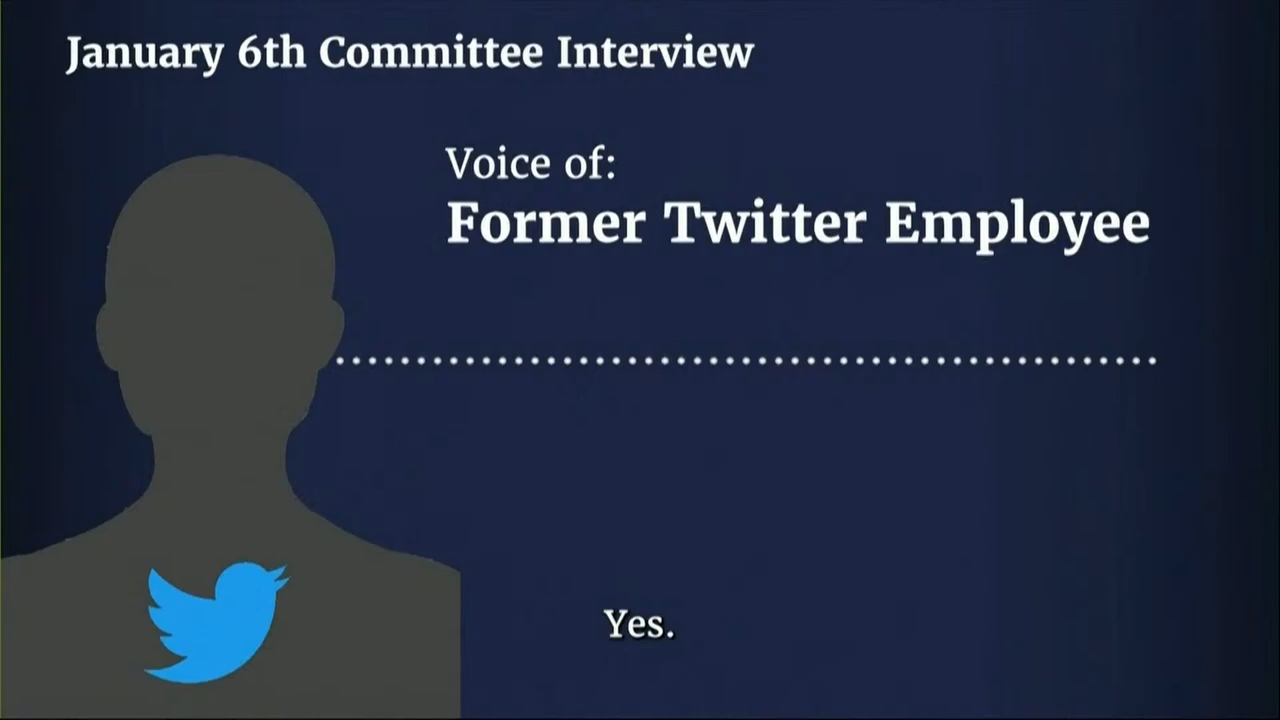 January 6th Committee Interview
Voice of:
Former Twitter Employee
Yes.